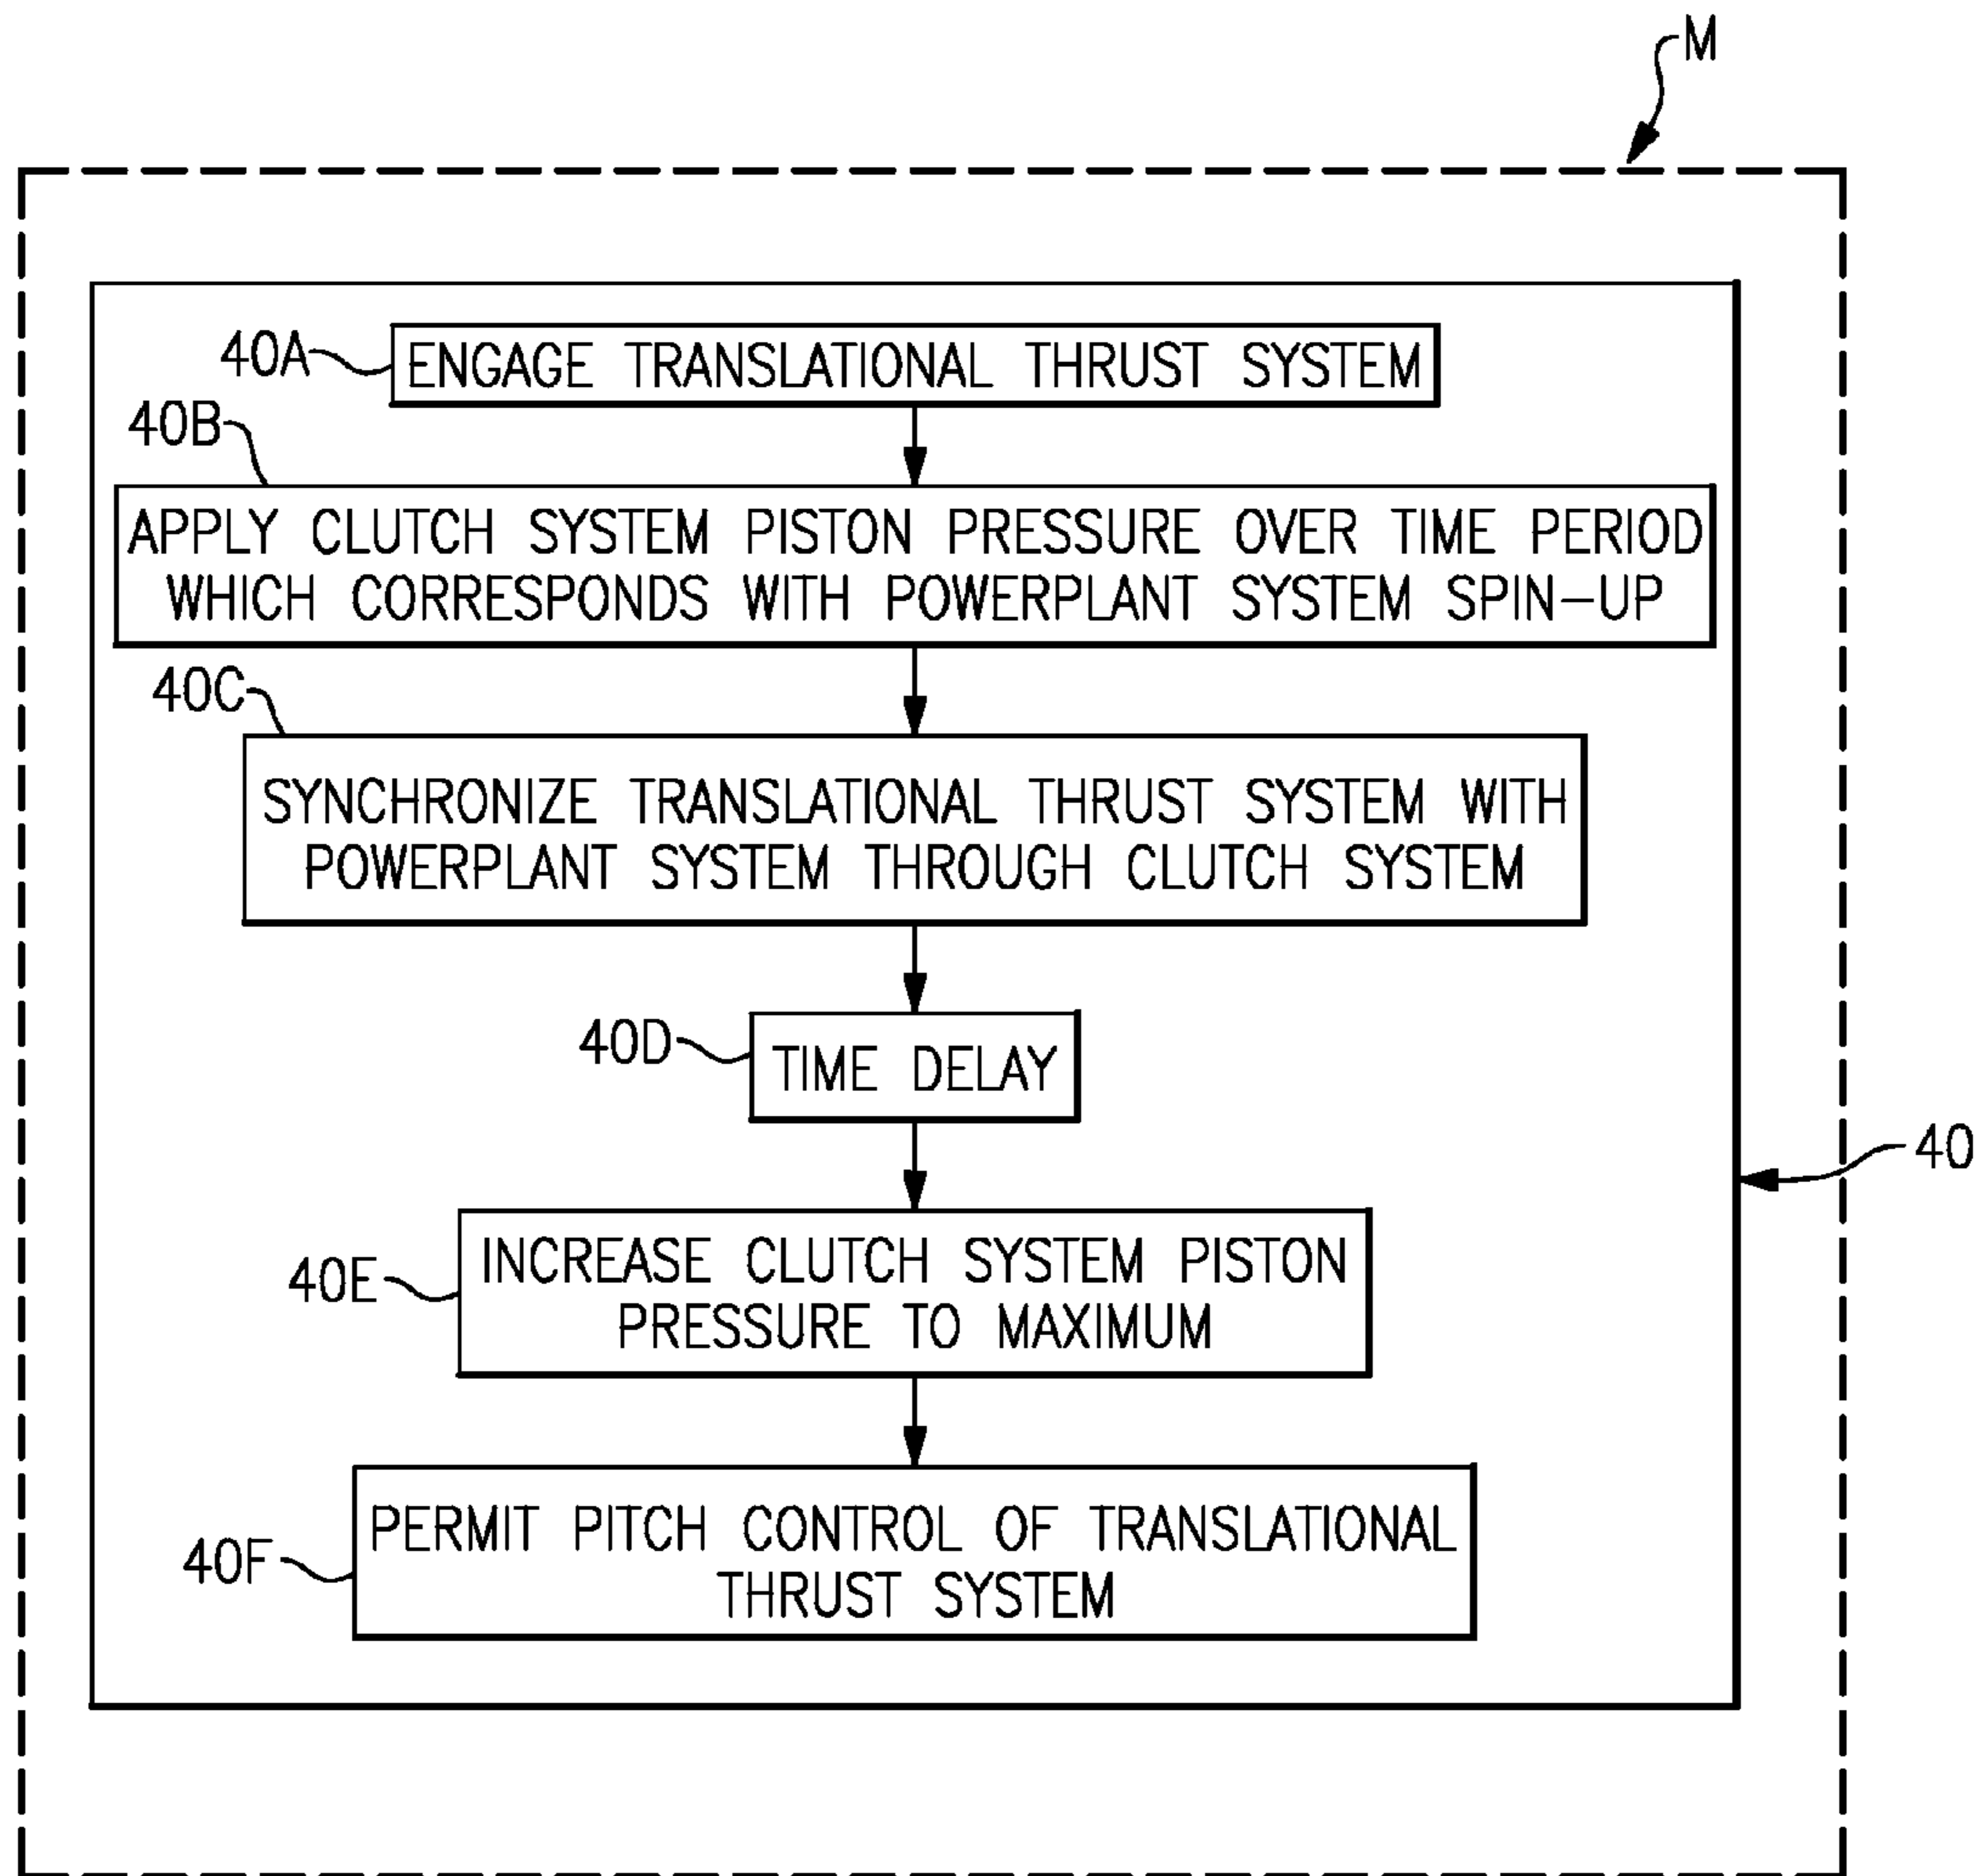 M
40A
ENGAGE TRANSLATIONAL THRUST SYSTEM
40B
APPLY CLUTCH SYSTEM PISTON PRESSURE OVER TIME PERIOD
WHICH CORRESPONDS WITH POWERPLANT SYSTEM SPIN-UP
40C
SYNCHRONIZE TRANSLATIONAL THRUST SYSTEM WITH
POWERPLANT SYSTEM THROUGH CLUTCH SYSTEM
40D
TIME DELAY
40
40E
INCREASE CLUTCH SYSTEM PISTON
PRESSURE TO MAXIMUM
40F
PERMIT PITCH CONTROL OF TRANSLATIONAL
THRUST SYSTEM